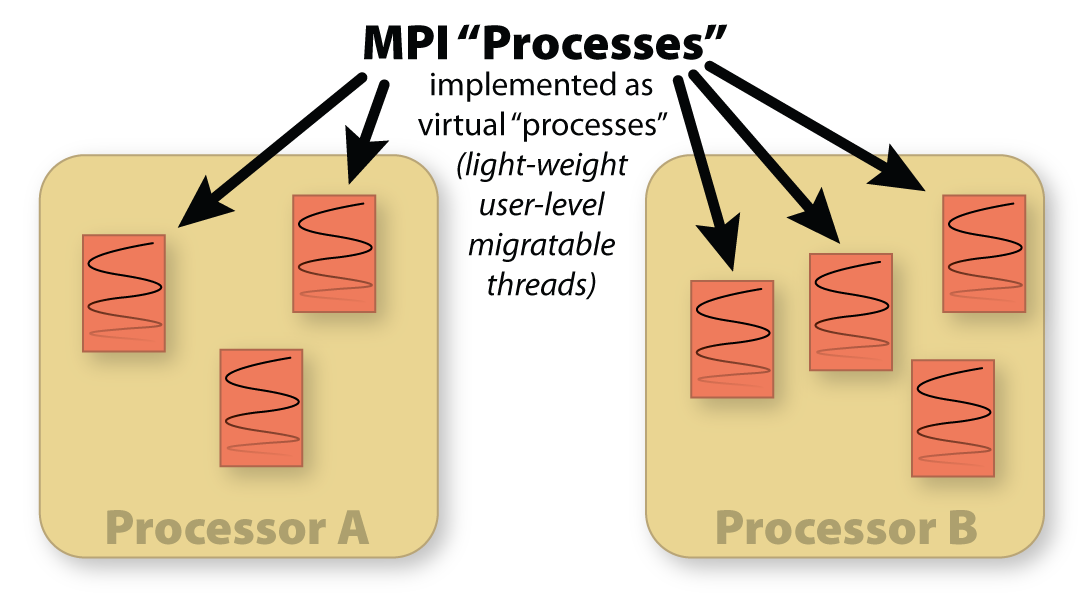 MPI “Processes”
implemented as
virtual “processes”
(light-weight
user-level
migratable
threads)
Processor A
Processor B